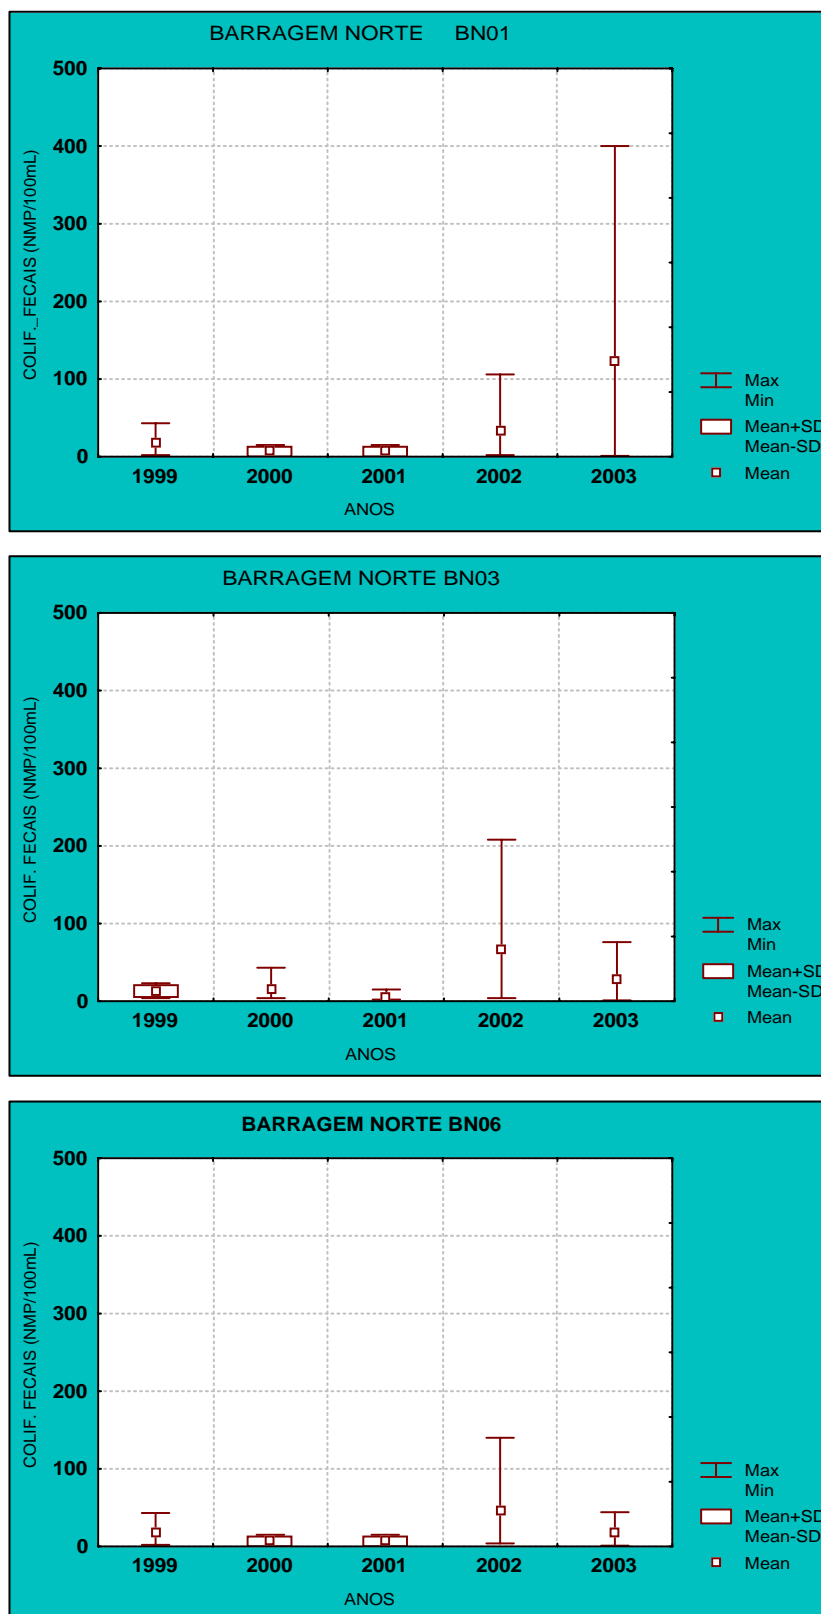 BARRAGEM NORTE BN01
COLIF._FECAIS (NMP/100mL)
500
400
300
200
100
0
1999 2000 2001 2002 2003
ANOS
Max
Min
Mean+SD
Mean-SD
Mean
BARRAGEM NORTE BN03
COLIF. FECAIS (NMP/100mL)
500
400
300
200
100
0
1999 2000 2001 2002 2003
ANOS
Max
Min
Mean+SD
Mean-SD
Mean
BARRAGEM NORTE BN06
COLIF. FECAIS (NMP/100mL)
500
400
300
200
100
0
1999 2000 2001 2002 2003
ANOS
Max
Min
Mean+SD
Mean-SD
Mean